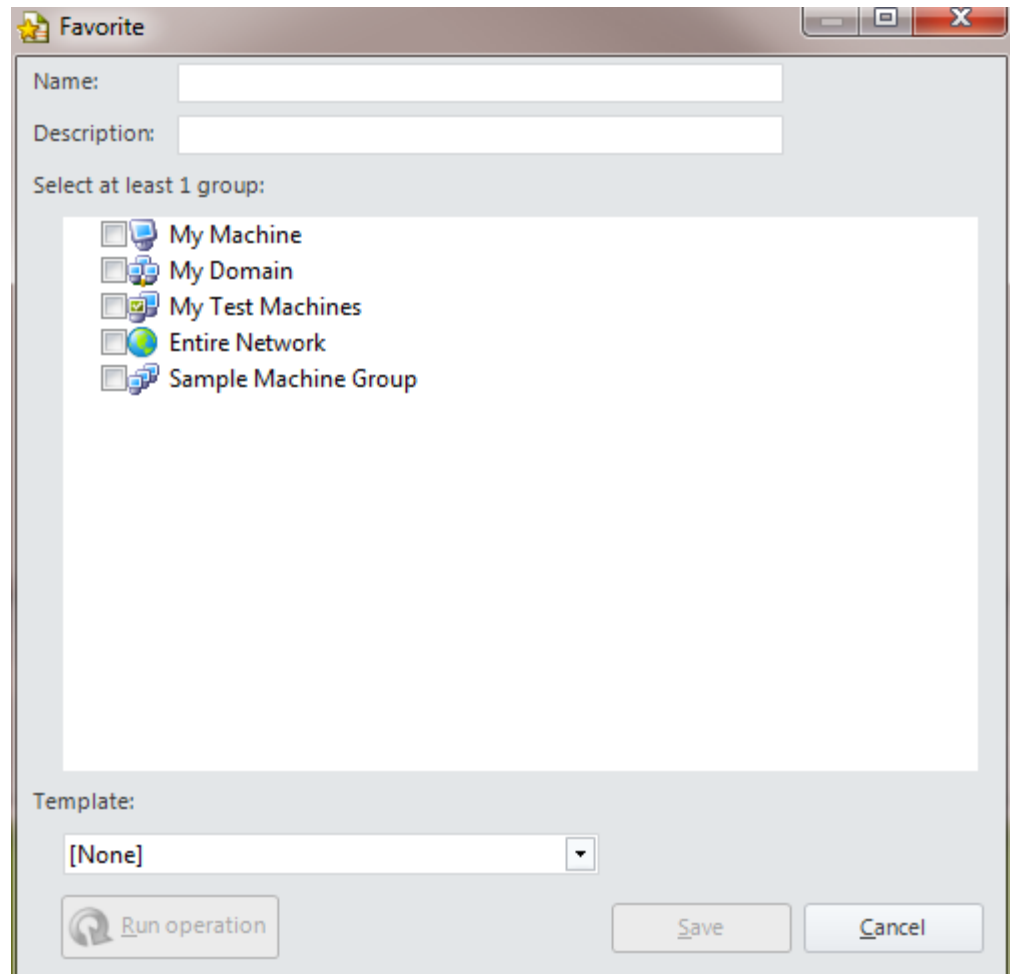 Favorite
Name:
Description:
Select at least 1 group:
My Machine
My Domain
My Test Machines
Entire Network
Sample Machine Group
Template:
[None]
Run operation
Save
Cancel